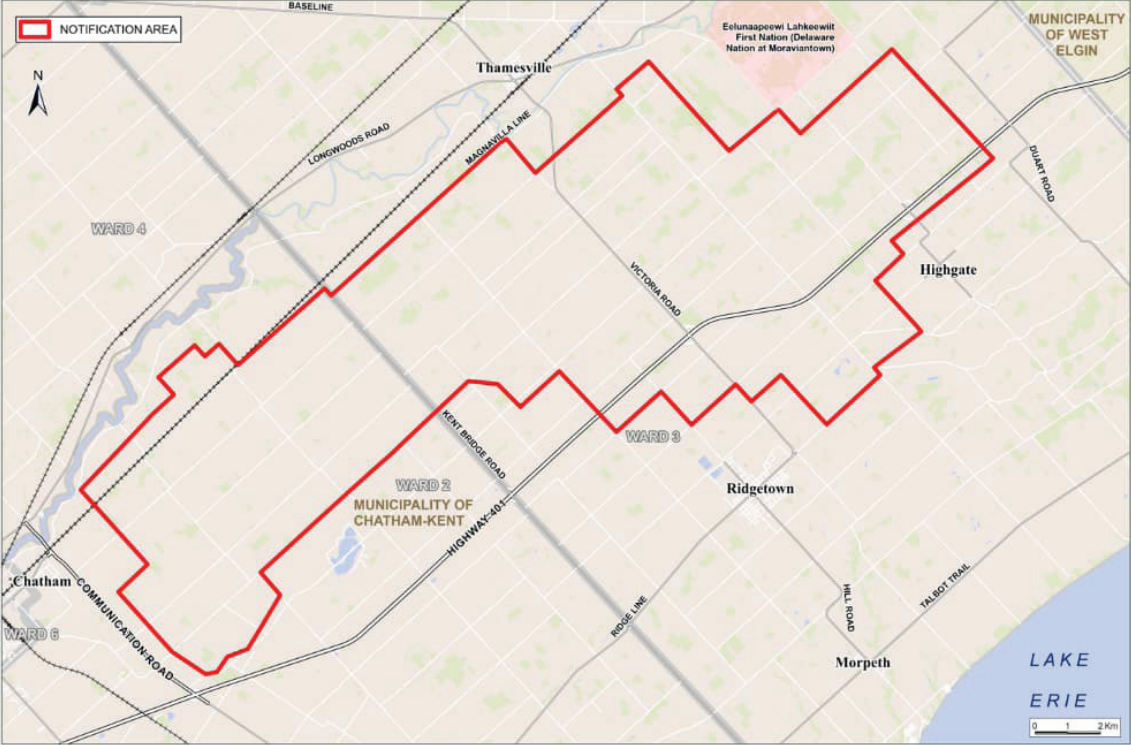 BASELINE
NOTIFICATION AREA
N
Eelunaapeewi Lahkeewiit
First Nation (Delaware
Nation at Moraviantown)
MUNICIPALITY
OF WEST
ELGIN
Thamesville
LONGWOODS ROAD
MAGNAVILLA LINE
DUART ROAD
WARD 4
VICTORIA ROAD
Highgate
KENT BRIDGE ROAD
WARD 3
WARD 2
MUNICIPALITY OF
CHATHAM-KENT
HIGHWAY 401
Ridgetown
Chatham
COMMUNICATION ROAD
WARD 6
RIDGE LINE
HILL ROAD
TALBOT TRAIL
Morpeth
LAKE
ERIE
0 1 2 Km